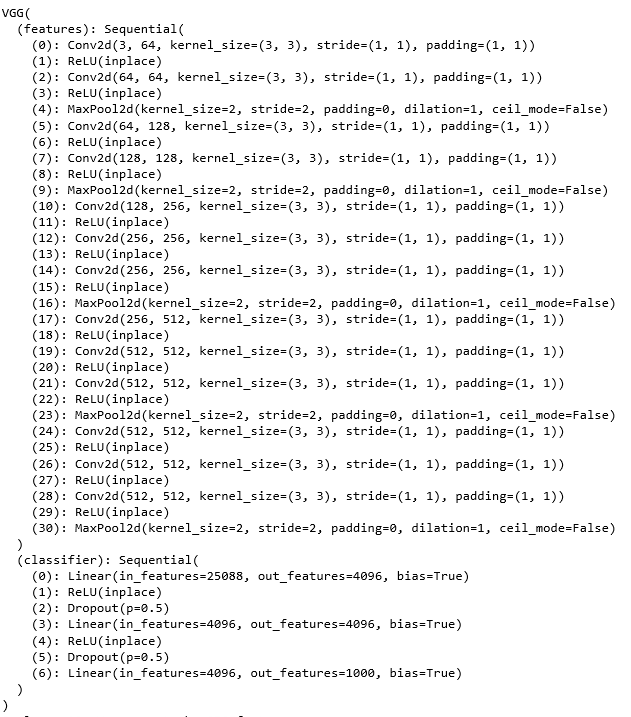 VGG(
  (features): Sequential(
    (0): Conv2d(3, 64, kernel_size=(3, 3), stride=(1, 1), padding=(1, 1))
    (1): ReLU(inplace)
    (2): Conv2d(64, 64, kernel_size=(3, 3), stride=(1, 1), padding=(1, 1))
    (3): ReLU(inplace)
    (4): MaxPool2d(kernel_size=2, stride=2, padding=0, dilation=1, ceil_mode=False)
    (5): Conv2d(64, 128, kernel_size=(3, 3), stride=(1, 1), padding=(1, 1))
    (6): ReLU(inplace)
    (7): Conv2d(128, 128, kernel_size=(3, 3), stride=(1, 1), padding=(1, 1))
    (8): ReLU(inplace)
    (9): MaxPool2d(kernel_size=2, stride=2, padding=0, dilation=1, ceil_mode=False)
    (10): Conv2d(128, 256, kernel_size=(3, 3), stride=(1, 1), padding=(1, 1))
    (11): ReLU(inplace)
    (12): Conv2d(256, 256, kernel_size=(3, 3), stride=(1, 1), padding=(1, 1))
    (13): ReLU(inplace)
    (14): Conv2d(256, 256, kernel_size=(3, 3), stride=(1, 1), padding=(1, 1))
    (15): ReLU(inplace)
    (16): MaxPool2d(kernel_size=2, stride=2, padding=0, dilation=1, ceil_mode=False)
    (17): Conv2d(256, 512, kernel_size=(3, 3), stride=(1, 1), padding=(1, 1))
    (18): ReLU(inplace)
    (19): Conv2d(512, 512, kernel_size=(3, 3), stride=(1, 1), padding=(1, 1))
    (20): ReLU(inplace)
    (21): Conv2d(512, 512, kernel_size=(3, 3), stride=(1, 1), padding=(1, 1))
    (22): ReLU(inplace)
    (23): MaxPool2d(kernel_size=2, stride=2, padding=0, dilation=1, ceil_mode=False)
    (24): Conv2d(512, 512, kernel_size=(3, 3), stride=(1, 1), padding=(1, 1))
    (25): ReLU(inplace)
    (26): Conv2d(512, 512, kernel_size=(3, 3), stride=(1, 1), padding=(1, 1))
    (27): ReLU(inplace)
    (28): Conv2d(512, 512, kernel_size=(3, 3), stride=(1, 1), padding=(1, 1))
    (29): ReLU(inplace)
    (30): MaxPool2d(kernel_size=2, stride=2, padding=0, dilation=1, ceil_mode=False)
  )
  (classifier): Sequential(
    (0): Linear(in_features=25088, out_features=4096, bias=True)
    (1): ReLU(inplace)
    (2): Dropout(p=0.5)
    (3): Linear(in_features=4096, out_features=4096, bias=True)
    (4): ReLU(inplace)
    (5): Dropout(p=0.5)
    (6): Linear(in_features=4096, out_features=1000, bias=True)
  )
)